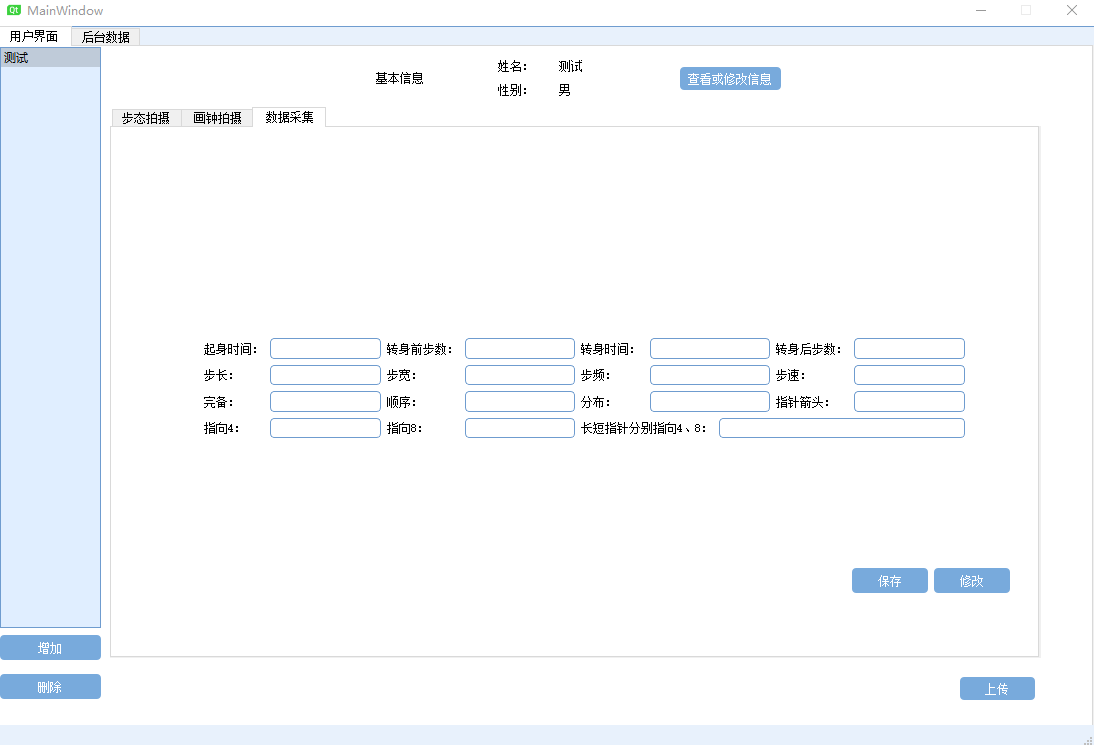 MainWindow
用户界面 后台数据
测试
基本信息
姓名： 测试
性别： 男
查看或修改信息
步态拍摄 画钟拍摄 数据采集
起身时间： 转身前步数： 转身时间： 转身后步数：
步长： 步宽： 步频： 步速：
完备： 顺序： 分布： 指针箭头：
指向4： 指向8： 长短指针分别指向4、8：
保存 修改
增加
删除
上传